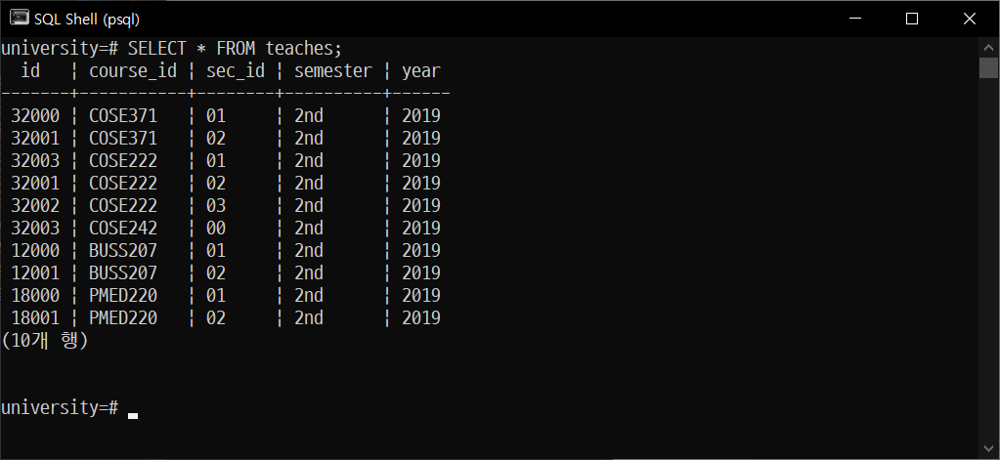 SQL Shell (psql)
university=# SELECT * FROM teaches;
  id   ¦ course_id ¦ sec_id ¦ semester ¦ year
-------+-----------+--------+----------+------
 32000 ¦ COSE371   ¦ 01     ¦ 2nd      ¦ 2019
 32001 ¦ COSE371   ¦ 02     ¦ 2nd      ¦ 2019
 32003 ¦ COSE222   ¦ 01     ¦ 2nd      ¦ 2019
 32001 ¦ COSE222   ¦ 02     ¦ 2nd      ¦ 2019
 32002 ¦ COSE222   ¦ 03     ¦ 2nd      ¦ 2019
 32003 ¦ COSE242   ¦ 00     ¦ 2nd      ¦ 2019
 12000 ¦ BUSS207   ¦ 01     ¦ 2nd      ¦ 2019
 12001 ¦ BUSS207   ¦ 02     ¦ 2nd      ¦ 2019
 18000 ¦ PMED220   ¦ 01     ¦ 2nd      ¦ 2019
 18001 ¦ PMED220   ¦ 02     ¦ 2nd      ¦ 2019
(10개 행)
university=#